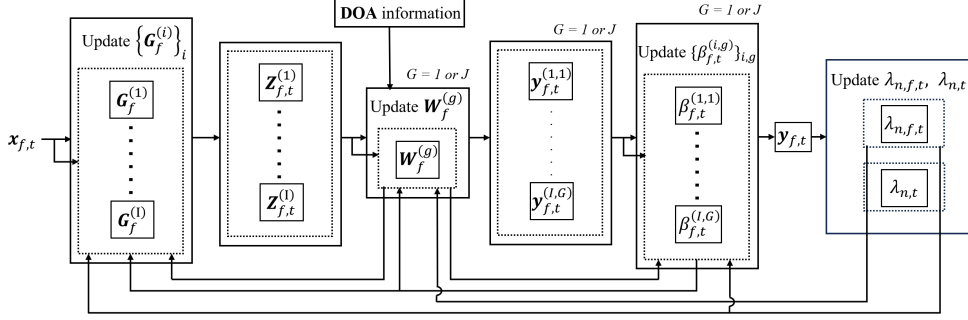 DOA information
G = 1 or J
G = 1 or J
G = 1 or J
Update {G_f^{(i)}}_i
Update W_f^{(g)}
Update {β_{f,t}^{(i,g)}}_{i,g}
Update λ_{n,f,t}, λ_{n,t}
x_{f,t}
G_f^{(1)}
G_f^{(I)}
Z_{f,t}^{(1)}
Z_{f,t}^{(I)}
W_f^{(g)}
y_{f,t}^{(1,1)}
y_{f,t}^{(I,G)}
β_{f,t}^{(1,1)}
β_{f,t}^{(I,G)}
y_{f,t}
λ_{n,f,t}
λ_{n,t}